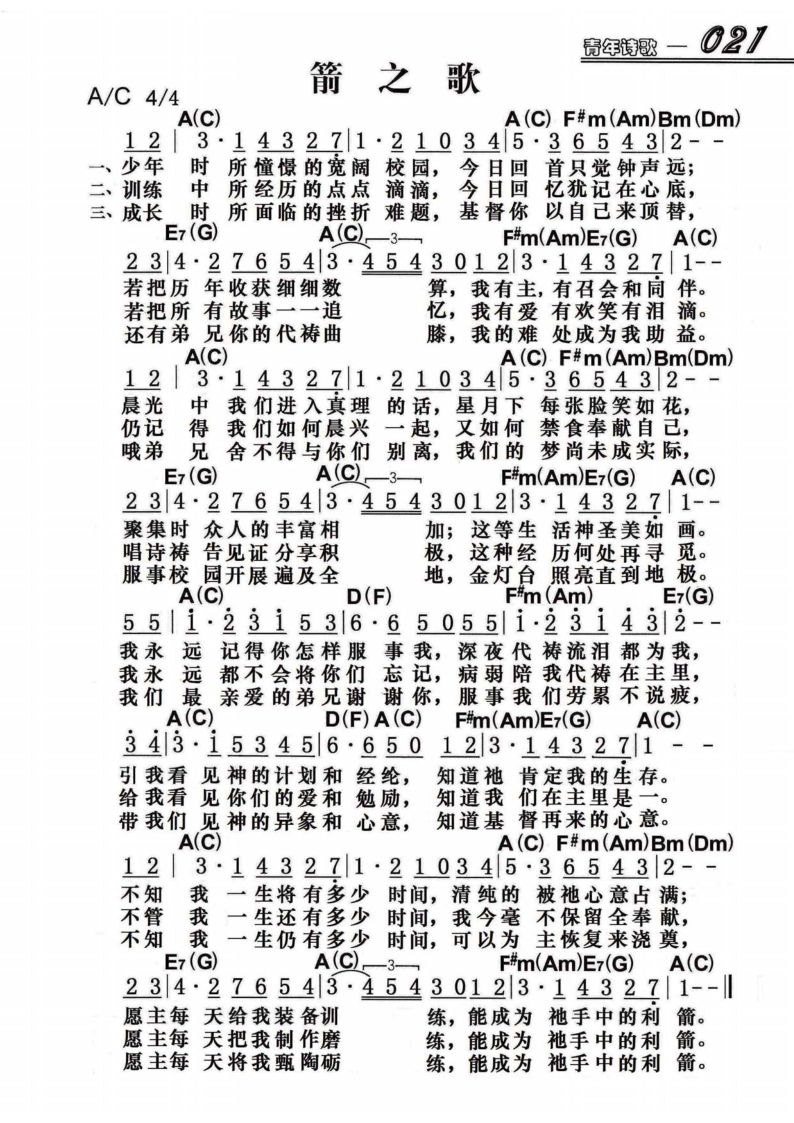 青年诗歌 — 021
箭 之 歌
A/C 4/4
A(C) A(C) F#m(Am) Bm(Dm)
1 2 | 3 · 1 4 3 2 7 | 1 · 2 1 0 3 4 | 5 · 3 6 5 4 3 | 2 - -
一、少年 时 所憧憬的宽阔 校园，今日回 首只觉钟声远；
二、训练 中 所经历的点点 滴滴，今日回 忆犹记在心底，
三、成长 时 所面临的挫折 难题，基督你 以自己来顶替，
E7(G) A(C) 3 F#m(Am) E7(G) A(C)
2 3 | 4 · 2 7 6 5 4 | 3 · 4 5 4 3 0 1 2 | 3 · 1 4 3 2 7 | 1 - -
若把历 年收获细细数 算，我有主，有召会和同 伴。
若把所 有故事一一追 忆，我有爱 有欢笑有泪 滴。
还有弟 兄你的代祷曲 膝，我的难 处成为我助 益。
A(C) A(C) F#m(Am) Bm(Dm)
1 2 | 3 · 1 4 3 2 7 | 1 · 2 1 0 3 4 | 5 · 3 6 5 4 3 | 2 - -
晨光 中 我们进入真理 的话，星月下 每张脸笑如花，
仍记 得 我们如何晨兴 一起，又如何 禁食奉献自己，
哦弟 兄 舍不得与你们 别离，我们的 梦尚未成实际，
E7(G) A(C) 3 F#m(Am) E7(G) A(C)
2 3 | 4 · 2 7 6 5 4 | 3 · 4 5 4 3 0 1 2 | 3 · 1 4 3 2 7 | 1 - -
聚集时 众人的丰富相 加；这等生 活神圣美如 画。
唱诗祷 告见证分享积 极，这种经 历何处再寻 觅。
服事校 园开展遍及全 地，金灯台 照亮直到地 极。
A(C) D(F) F#m(Am) E7(G)
5 5 | 1 · 2 3 1 5 3 | 6 · 6 5 0 5 5 | 1 · 2 3 1 4 3 | 2 - -
我永 远 记得你怎样服 事我，深夜代 祷流泪都为我，
我永 远 都不会将你们 忘记，病弱陪 我代祷在主里，
我们 最 亲爱的弟兄谢 谢你，服事我 们劳累不说疲，
A(C) D(F) A(C) F#m(Am) E7(G) A(C)
3 4 | 3 · 1 5 3 4 5 | 6 · 6 5 0 1 2 | 3 · 1 4 3 2 7 | 1 - -
引我看 见神的计划和 经纶，知道祂 肯定我的生存。
给我看 见你们的爱和 勉励，知道我 们在主里是一。
带我们 见神的异象和 心意，知道基 督再来的心意。
A(C) A(C) F#m(Am) Bm(Dm)
1 2 | 3 · 1 4 3 2 7 | 1 · 2 1 0 3 4 | 5 · 3 6 5 4 3 | 2 - -
不知 我 一生将有多少 时间，清纯的 被祂心意占满；
不管 我 一生还有多少 时间，我今毫 不保留全奉献，
不知 我 一生仍有多少 时间，可以为 主恢复来浇奠，
E7(G) A(C) 3 F#m(Am) E7(G) A(C)
2 3 | 4 · 2 7 6 5 4 | 3 · 4 5 4 3 0 1 2 | 3 · 1 4 3 2 7 | 1 - - ‖
愿主每 天给我装备训 练，能成为 祂手中的利 箭。
愿主每 天把我制作磨 练，能成为 祂手中的利 箭。
愿主每 天将我甄陶砺 练，能成为 祂手中的利 箭。